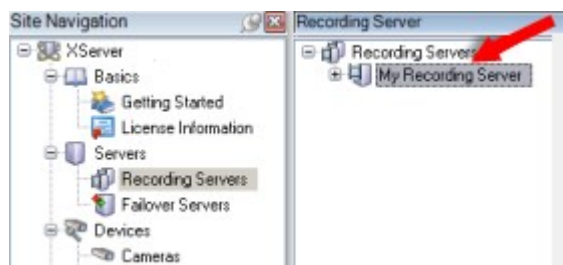 Site Navigation
XServer
Basics
Getting Started
License Information
Servers
Recording Servers
Failover Servers
Devices
Cameras
Recording Server
Recording Servers
My Recording Server